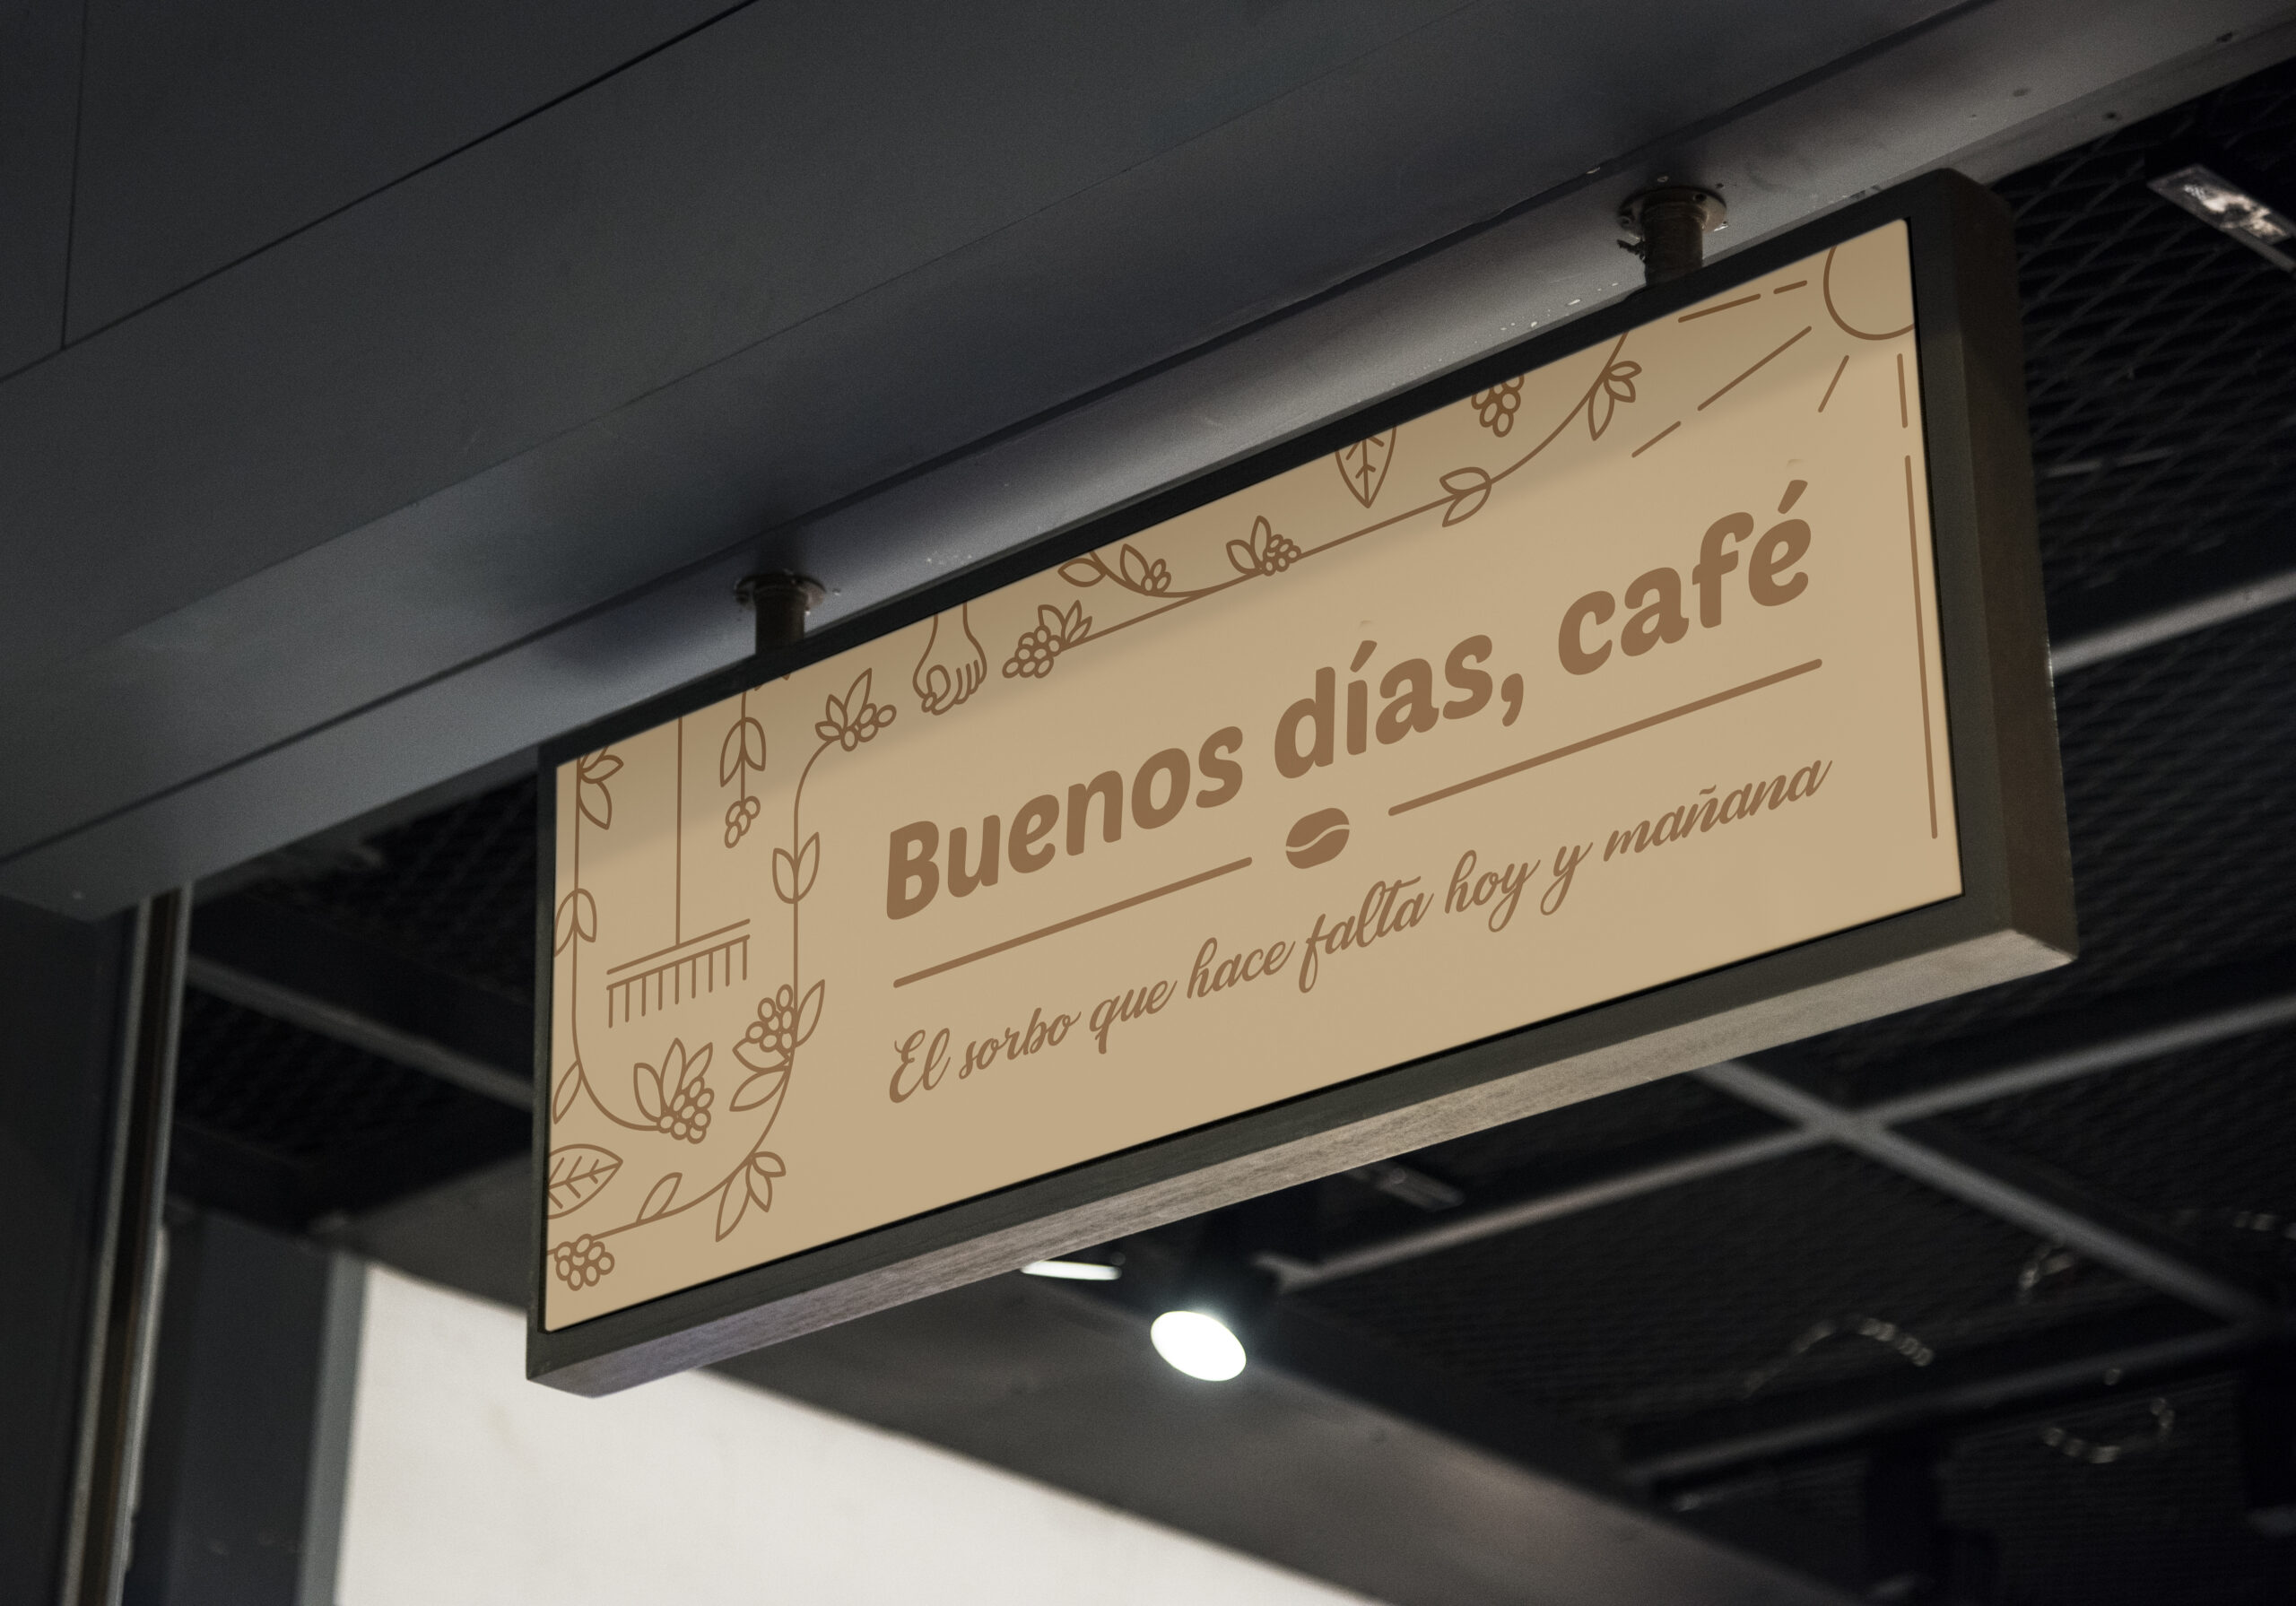 Buenos días, café
El sorbo que hace falta hoy y mañana